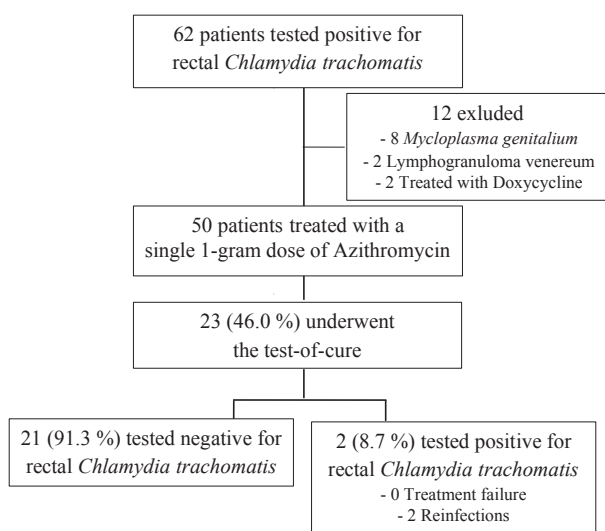 62 patients tested positive for
rectal Chlamydia trachomatis
12 exluded
- 8 Mycloplasma genitalium
- 2 Lymphogranuloma venereum
- 2 Treated with Doxycycline
50 patients treated with a
single 1-gram dose of Azithromycin
23 (46.0 %) underwent
the test-of-cure
21 (91.3 %) tested negative for
rectal Chlamydia trachomatis
2 (8.7 %) tested positive for
rectal Chlamydia trachomatis
- 0 Treatment failure
- 2 Reinfections